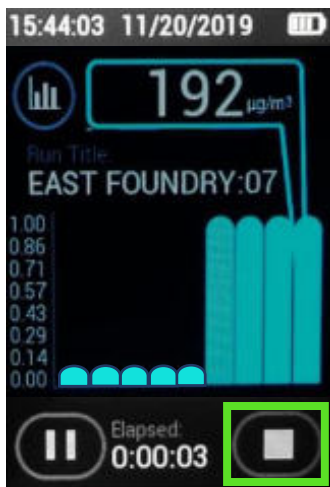 15:44:03 11/20/2019
192 µg/m³
Run Title:
EAST FOUNDRY:07
1.00
0.86
0.71
0.57
0.43
0.29
0.14
0.00
Elapsed:
0:00:03